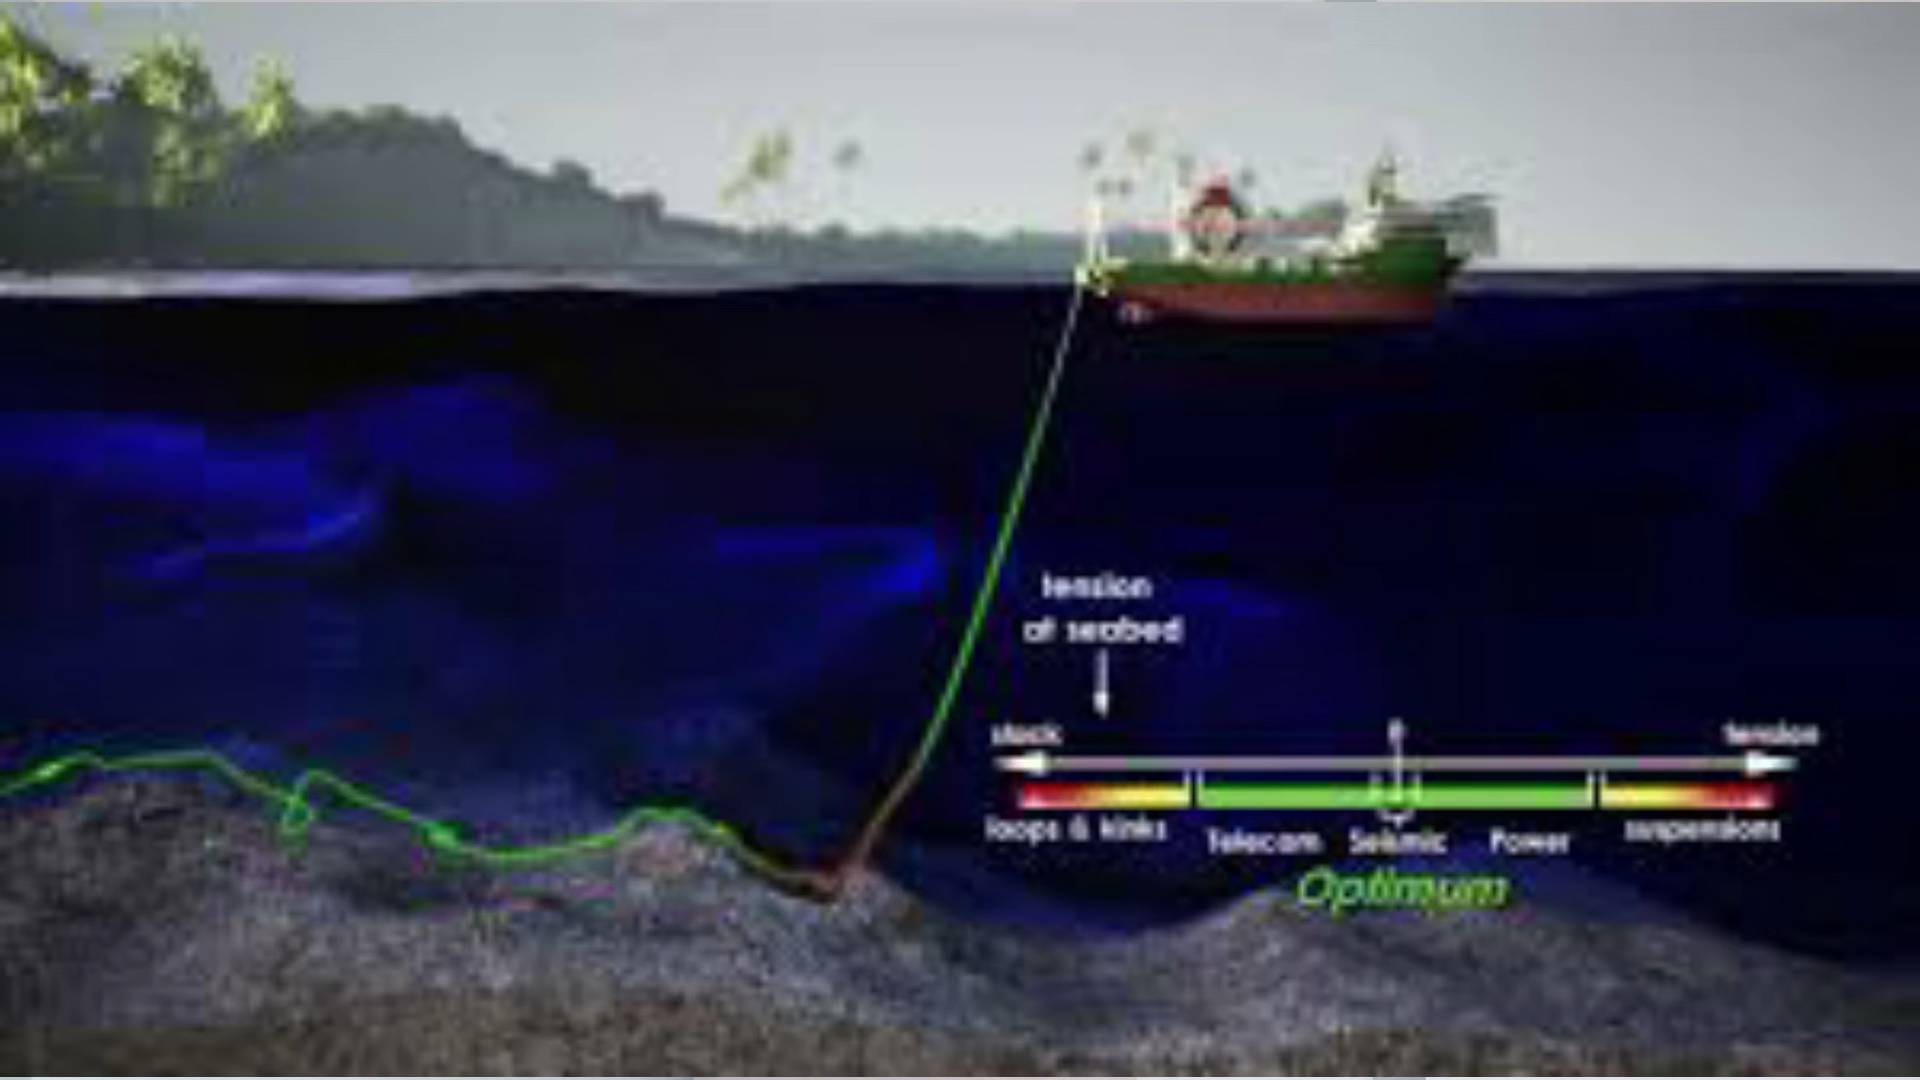 tension
at seabed
slack
tension
loops & kinks
Telecom
Seismic
Power
suspensions
Optimum